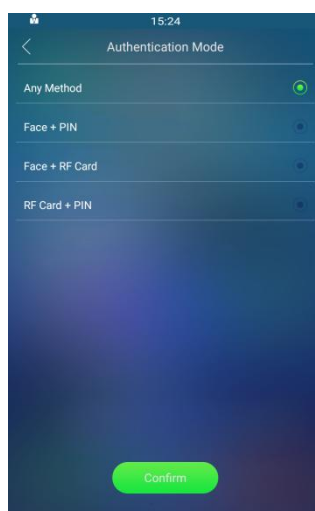 15:24
Authentication Mode
Any Method
Face + PIN
Face + RF Card
RF Card + PIN
Confirm